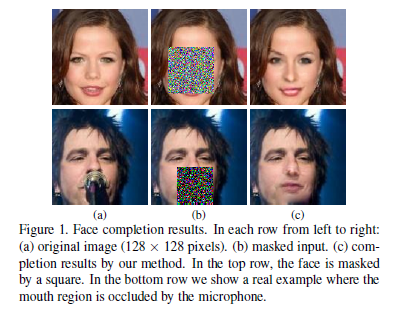 (a) (b) (c)
Figure 1. Face completion results. In each row from left to right:
(a) original image (128 × 128 pixels). (b) masked input. (c) com-
pletion results by our method. In the top row, the face is masked
by a square. In the bottom row we show a real example where the
mouth region is occluded by the microphone.